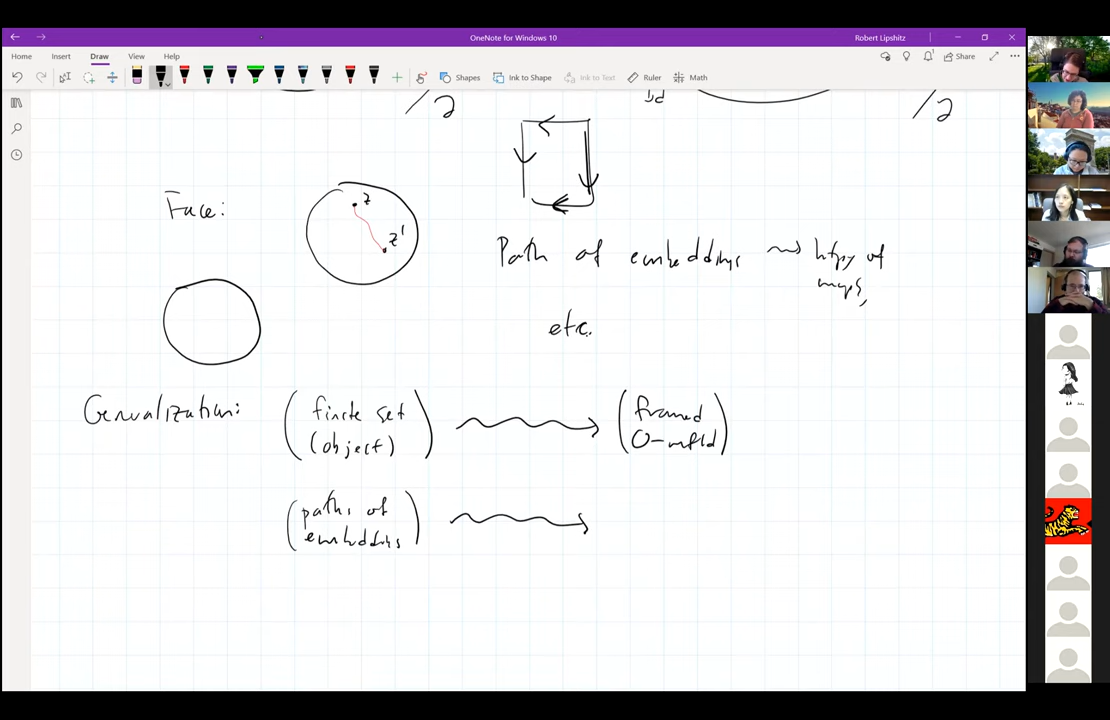 OneNote for Windows 10
Robert Lipshitz
Home Insert Draw View Help
Share
Shapes Ink to Shape Ink to Text Ruler Math
/2
Id
/2
Face:
z
z'
Path of embeddings htpy of
maps,
etc.
Generalization:
(finite set
(object))
(framed
0-mfld)
(paths of
embeddings)